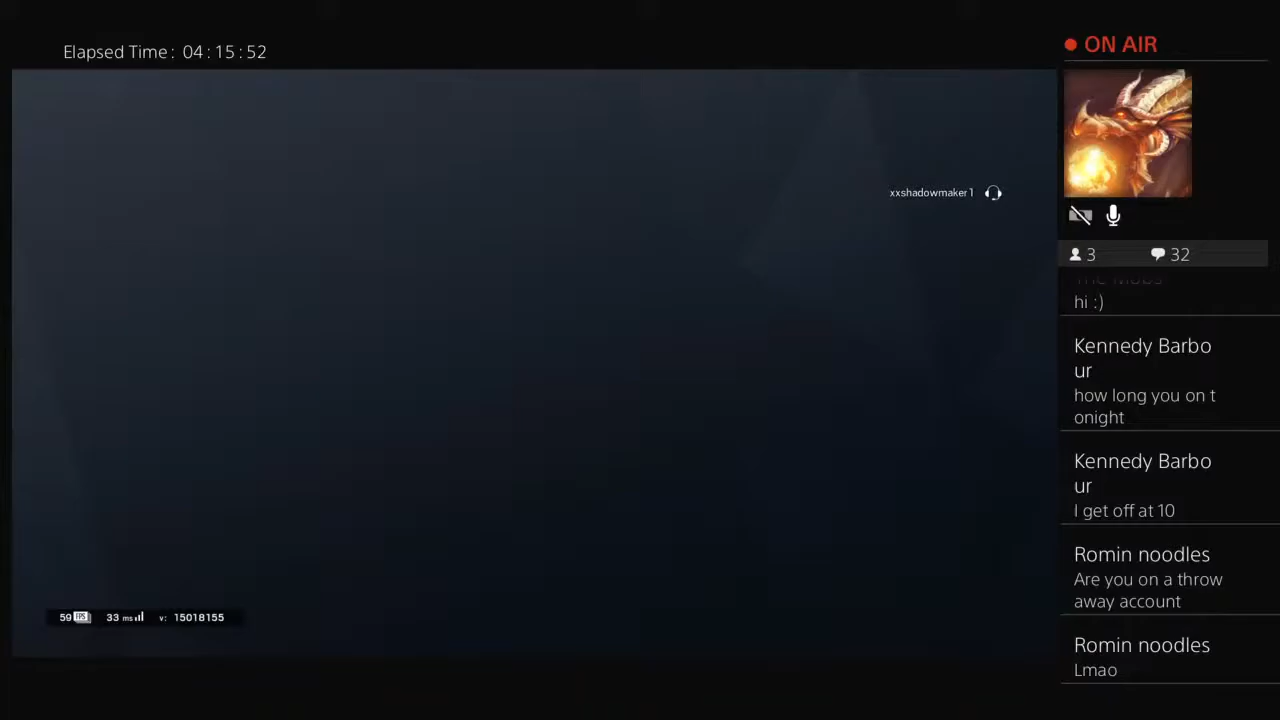 Elapsed Time: 04:15:52
ON AIR
xxshadowmaker1
3 32
hi :)
Kennedy Barbo
ur
how long you on t
onight
Kennedy Barbo
ur
I get off at 10
Romin noodles
Are you on a throw
away account
Romin noodles
Lmao
59 FPS 33 ms v: 15018155